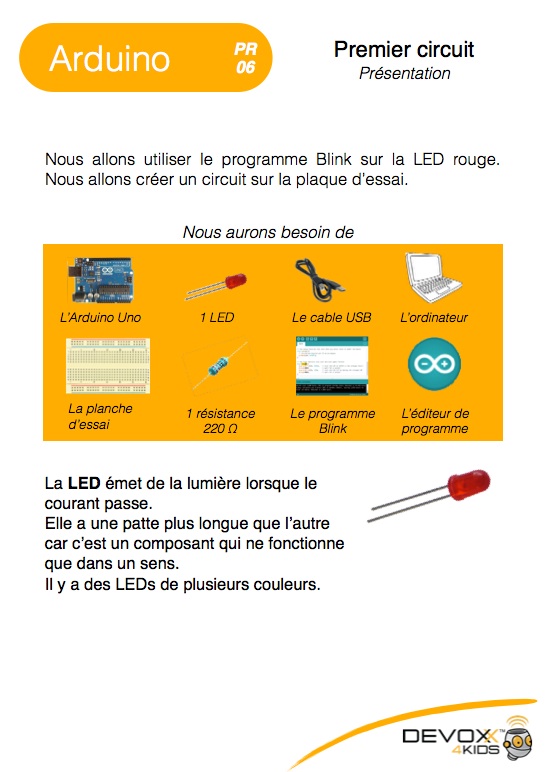 Arduino
PR
06
Premier circuit
Présentation
Nous allons utiliser le programme Blink sur la LED rouge.
Nous allons créer un circuit sur la plaque d’essai.
Nous aurons besoin de
L’Arduino Uno
1 LED
Le cable USB
L’ordinateur
La planche
d’essai
1 résistance
220 Ω
Le programme
Blink
L’éditeur de
programme
La LED émet de la lumière lorsque le
courant passe.
Elle a une patte plus longue que l’autre
car c’est un composant qui ne fonctionne
que dans un sens.
Il y a des LEDs de plusieurs couleurs.
DEVOXX™
4KIDS